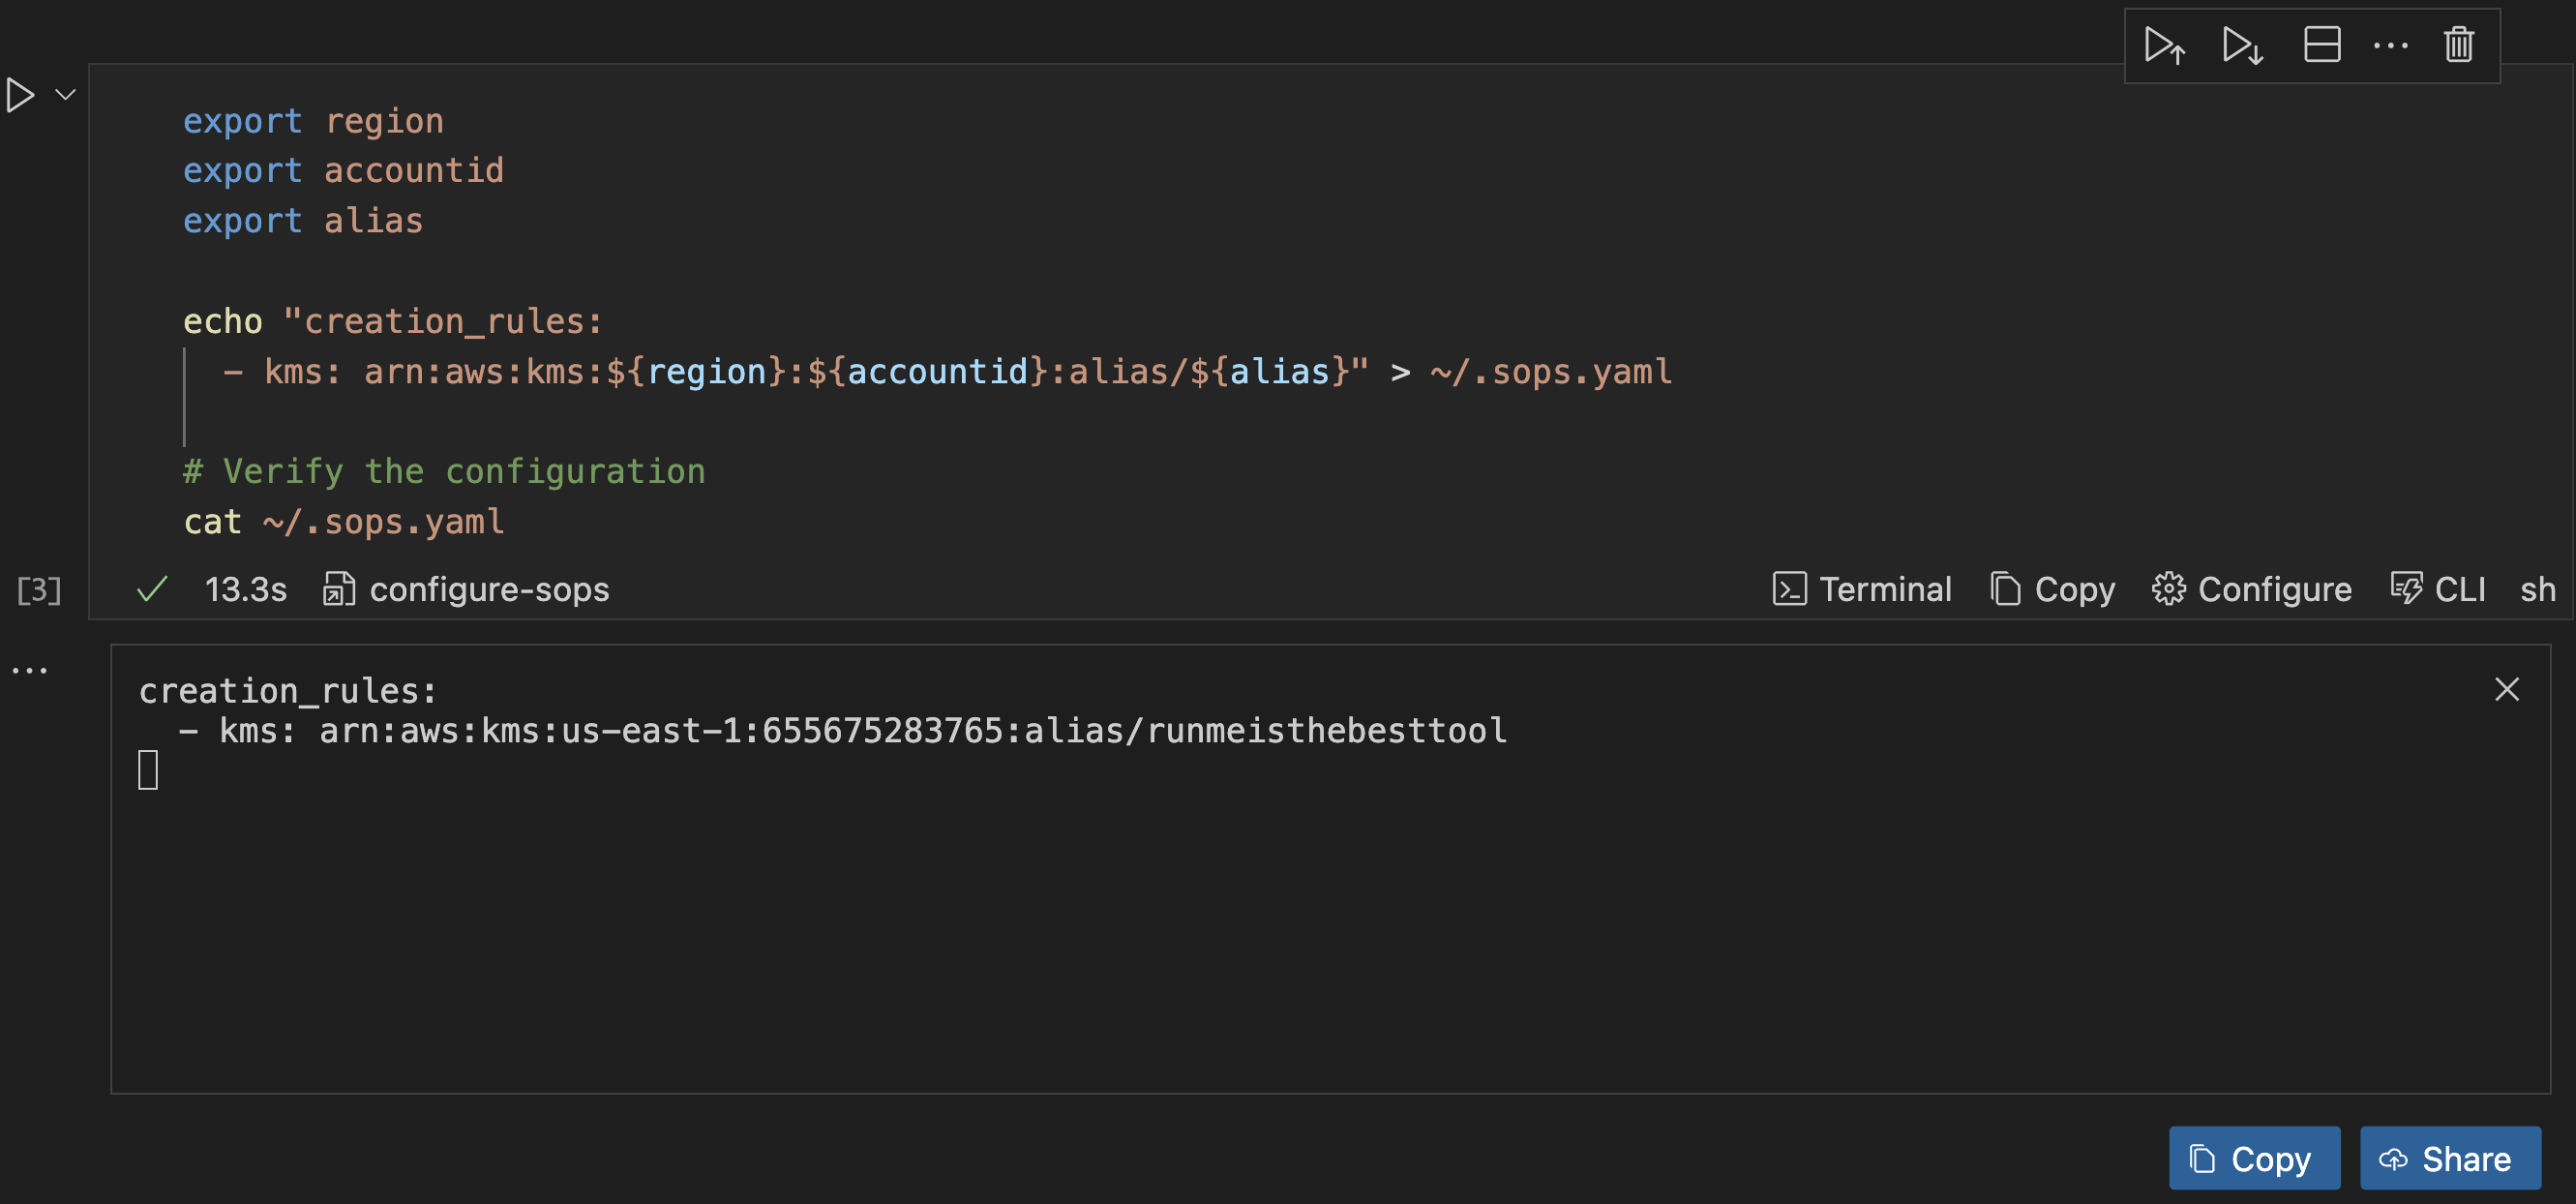 export region
export accountid
export alias
echo "creation_rules:
  - kms: arn:aws:kms:${region}:${accountid}:alias/${alias}" > ~/.sops.yaml
# Verify the configuration
cat ~/.sops.yaml
[3] 13.3s configure-sops Terminal Copy Configure CLI sh
creation_rules:
  - kms: arn:aws:kms:us-east-1:655675283765:alias/runmeisthebesttool
Copy Share